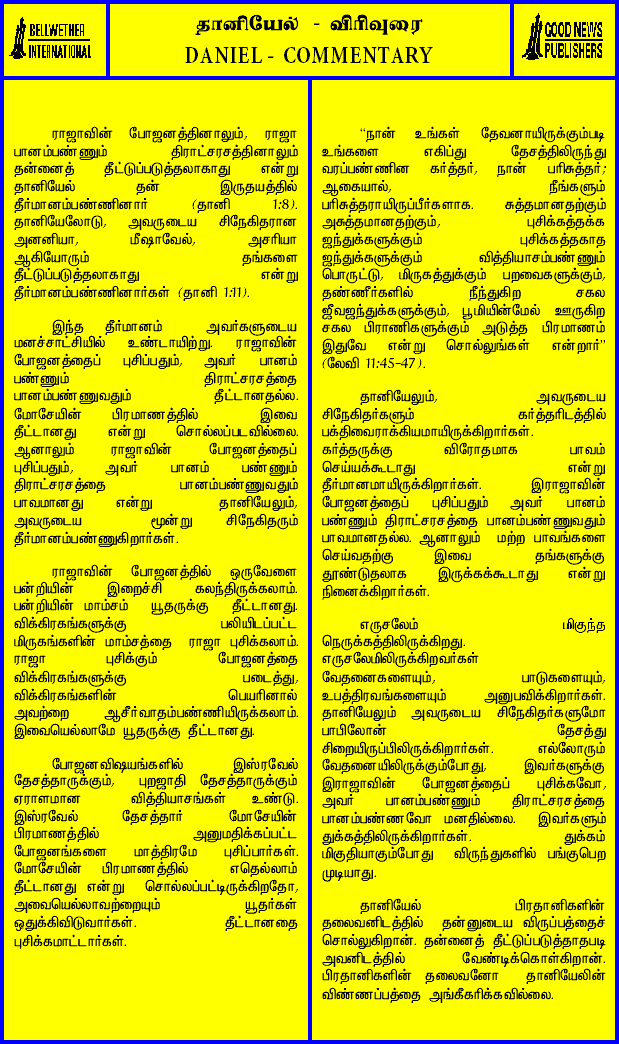 BELLWETHER
INTERNATIONAL
தானியேல் - விரிவுரை
DANIEL - COMMENTARY
GOOD NEWS
PUBLISHERS
ராஜாவின் போஜனத்தினாலும், ராஜா
பானம்பண்ணும் திராட்சரசத்தினாலும்
தன்னைத் தீட்டுப்படுத்தலாகாது என்று
தானியேல் தன் இருதயத்தில்
தீர்மானம்பண்ணினார் (தானி 1:8).
தானியேலோடு, அவருடைய சிநேகிதரான
அனனியா, மீஷாவேல், அசரியா
ஆகியோரும் தங்களை
தீட்டுப்படுத்தலாகாது என்று
தீர்மானம்பண்ணினார்கள் (தானி 1:11).
இந்த தீர்மானம் அவர்களுடைய
மனச்சாட்சியில் உண்டாயிற்று. ராஜாவின்
போஜனத்தைப் புசிப்பதும், அவர் பானம்
பண்ணும் திராட்சரசத்தை
பானம்பண்ணுவதும் தீட்டானதல்ல.
மோசேயின் பிரமாணத்தில் இவை
தீட்டானது என்று சொல்லப்படவில்லை.
ஆனாலும் ராஜாவின் போஜனத்தைப்
புசிப்பதும், அவர் பானம் பண்ணும்
திராட்சரசத்தை பானம்பண்ணுவதும்
பாவமானது என்று தானியேலும்,
அவருடைய மூன்று சிநேகிதரும்
தீர்மானம்பண்ணுகிறார்கள்.
ராஜாவின் போஜனத்தில் ஒருவேளை
பன்றியின் இறைச்சி கலந்திருக்கலாம்.
பன்றியின் மாம்சம் யூதருக்கு தீட்டானது.
விக்கிரகங்களுக்கு பலியிடப்பட்ட
மிருகங்களின் மாம்சத்தை ராஜா புசிக்கலாம்.
ராஜா புசிக்கும் போஜனத்தை
விக்கிரகங்களுக்கு படைத்து,
விக்கிரகங்களின் பெயரினால்
அவற்றை ஆசீர்வாதம்பண்ணியிருக்கலாம்.
இவையெல்லாமே யூதருக்கு தீட்டானது.
போஜனவிஷயங்களில் இஸ்ரவேல்
தேசத்தாருக்கும், புறஜாதி தேசத்தாருக்கும்
ஏராளமான வித்தியாசங்கள் உண்டு.
இஸ்ரவேல் தேசத்தார் மோசேயின்
பிரமாணத்தில் அனுமதிக்கப்பட்ட
போஜனங்களை மாத்திரமே புசிப்பார்கள்.
மோசேயின் பிரமாணத்தில் எதெல்லாம்
தீட்டானது என்று சொல்லப்பட்டிருக்கிறதோ,
அவையெல்லாவற்றையும் யூதர்கள்
ஒதுக்கிவிடுவார்கள். தீட்டானதை
புசிக்கமாட்டார்கள்.
“நான் உங்கள் தேவனாயிருக்கும்படி
உங்களை எகிப்து தேசத்திலிருந்து
வரப்பண்ணின கர்த்தர், நான் பரிசுத்தர்;
ஆகையால், நீங்களும்
பரிசுத்தராயிருப்பீர்களாக. சுத்தமானதற்கும்
அசுத்தமானதற்கும், புசிக்கத்தக்க
ஜந்துக்களுக்கும் புசிக்கத்தகாத
ஜந்துக்களுக்கும் வித்தியாசம்பண்ணும்
பொருட்டு, மிருகத்துக்கும் பறவைகளுக்கும்,
தண்ணீர்களில் நீந்துகிற சகல
ஜீவஜந்துக்களுக்கும், பூமியின்மேல் ஊருகிற
சகல பிராணிகளுக்கும் அடுத்த பிரமாணம்
இதுவே என்று சொல்லுங்கள் என்றார்”
(லேவி 11:45-47).
தானியேலும், அவருடைய
சிநேகிதர்களும் கர்த்தரிடத்தில்
பக்திவைராக்கியமாயிருக்கிறார்கள்.
கர்த்தருக்கு விரோதமாக பாவம்
செய்யக்கூடாது என்று
தீர்மானமாயிருக்கிறார்கள். இராஜாவின்
போஜனத்தைப் புசிப்பதும் அவர் பானம்
பண்ணும் திராட்சரசத்தை பானம்பண்ணுவதும்
பாவமானதல்ல. ஆனாலும் மற்ற பாவங்களை
செய்வதற்கு இவை தங்களுக்கு
தூண்டுதலாக இருக்கக்கூடாது என்று
நினைக்கிறார்கள்.
எருசலேம் மிகுந்த
நெருக்கத்திலிருக்கிறது.
எருசலேமிலிருக்கிறவர்கள்
வேதனைகளையும், பாடுகளையும்,
உபத்திரவங்களையும் அனுபவிக்கிறார்கள்.
தானியேலும் அவருடைய சிநேகிதர்களுமோ
பாபிலோன் தேசத்து
சிறையிருப்பிலிருக்கிறார்கள். எல்லோரும்
வேதனையிலிருக்கும்போது, இவர்களுக்கு
இராஜாவின் போஜனத்தைப் புசிக்கவோ,
அவர் பானம்பண்ணும் திராட்சரசத்தை
பானம்பண்ணவோ மனதில்லை. இவர்களும்
துக்கத்திலிருக்கிறார்கள். துக்கம்
மிகுதியாகும்போது விருந்துகளில் பங்குபெற
முடியாது.
தானியேல் பிரதானிகளின்
தலைவனிடத்தில் தன்னுடைய விருப்பத்தைச்
சொல்லுகிறான். தன்னைத் தீட்டுப்படுத்தாதபடி
அவனிடத்தில் வேண்டிக்கொள்கிறான்.
பிரதானிகளின் தலைவனோ தானியேலின்
விண்ணப்பத்தை அங்கீகரிக்கவில்லை.